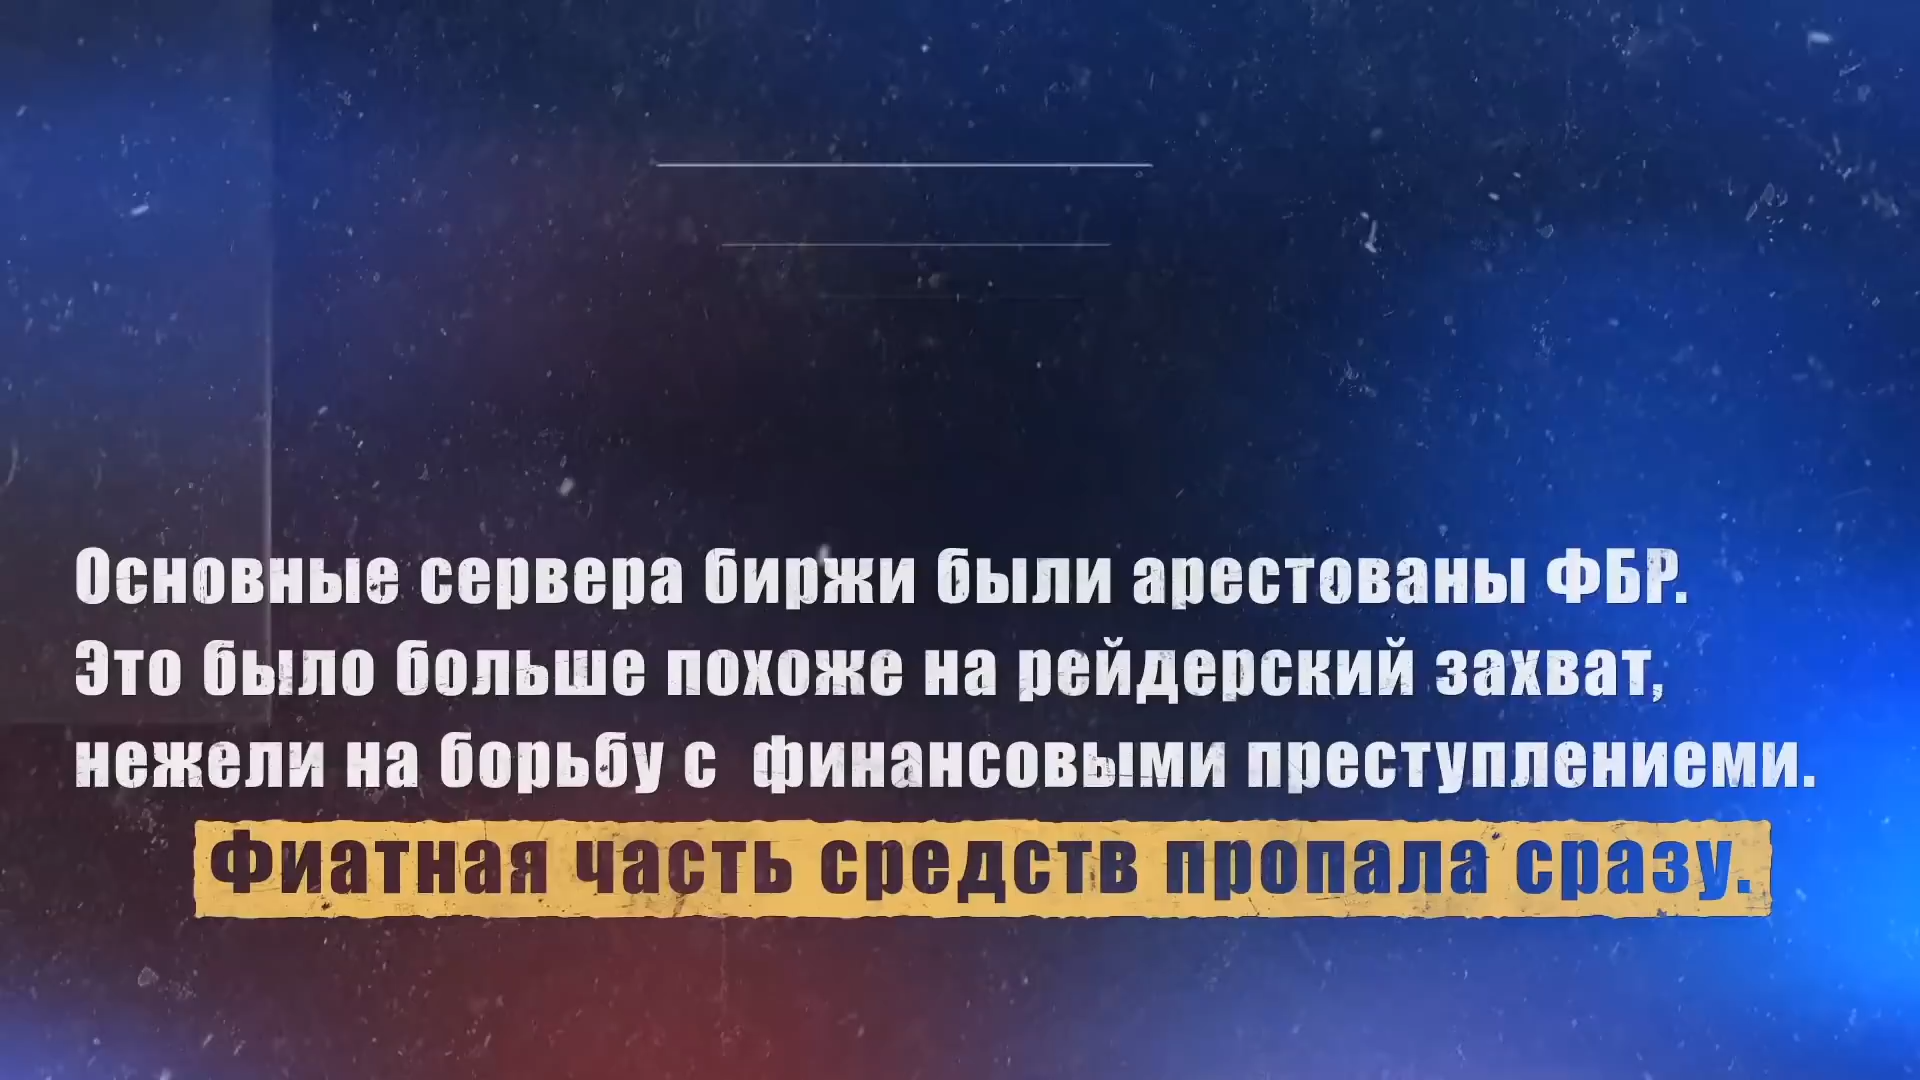 Основные сервера биржи были арестованы ФБР.
Это было больше похоже на рейдерский захват,
нежели на борьбу с финансовыми преступлениеми.
Фиатная часть средств пропала сразу.